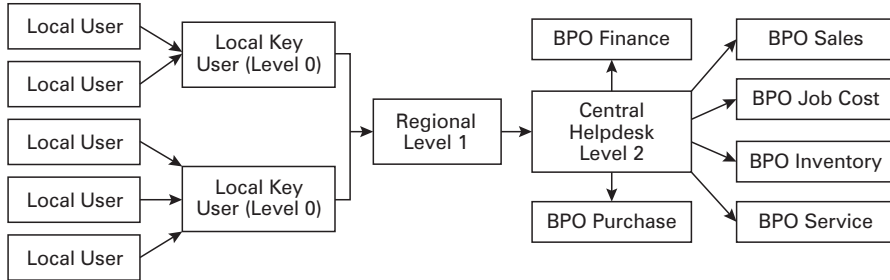 Local User
Local User
Local User
Local User
Local User
Local Key
User (Level 0)
Local Key
User (Level 0)
Regional
Level 1
BPO Finance
Central
Helpdesk
Level 2
BPO Purchase
BPO Sales
BPO Job Cost
BPO Inventory
BPO Service